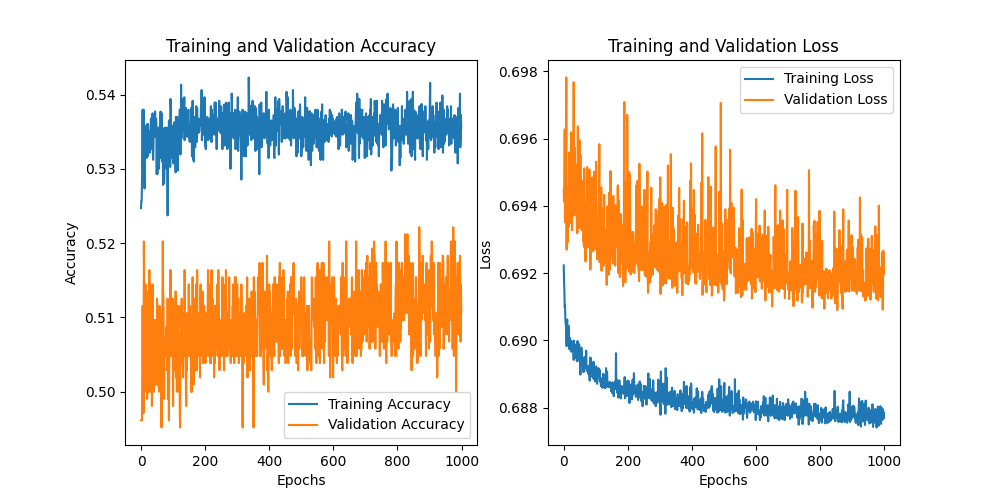 Training and Validation Accuracy
Accuracy
0.54
0.53
0.52
0.51
0.50
0
200
400
600
800
1000
Epochs
Training Accuracy
Validation Accuracy
Training and Validation Loss
Loss
0.698
0.696
0.694
0.692
0.690
0.688
0
200
400
600
800
1000
Epochs
Training Loss
Validation Loss